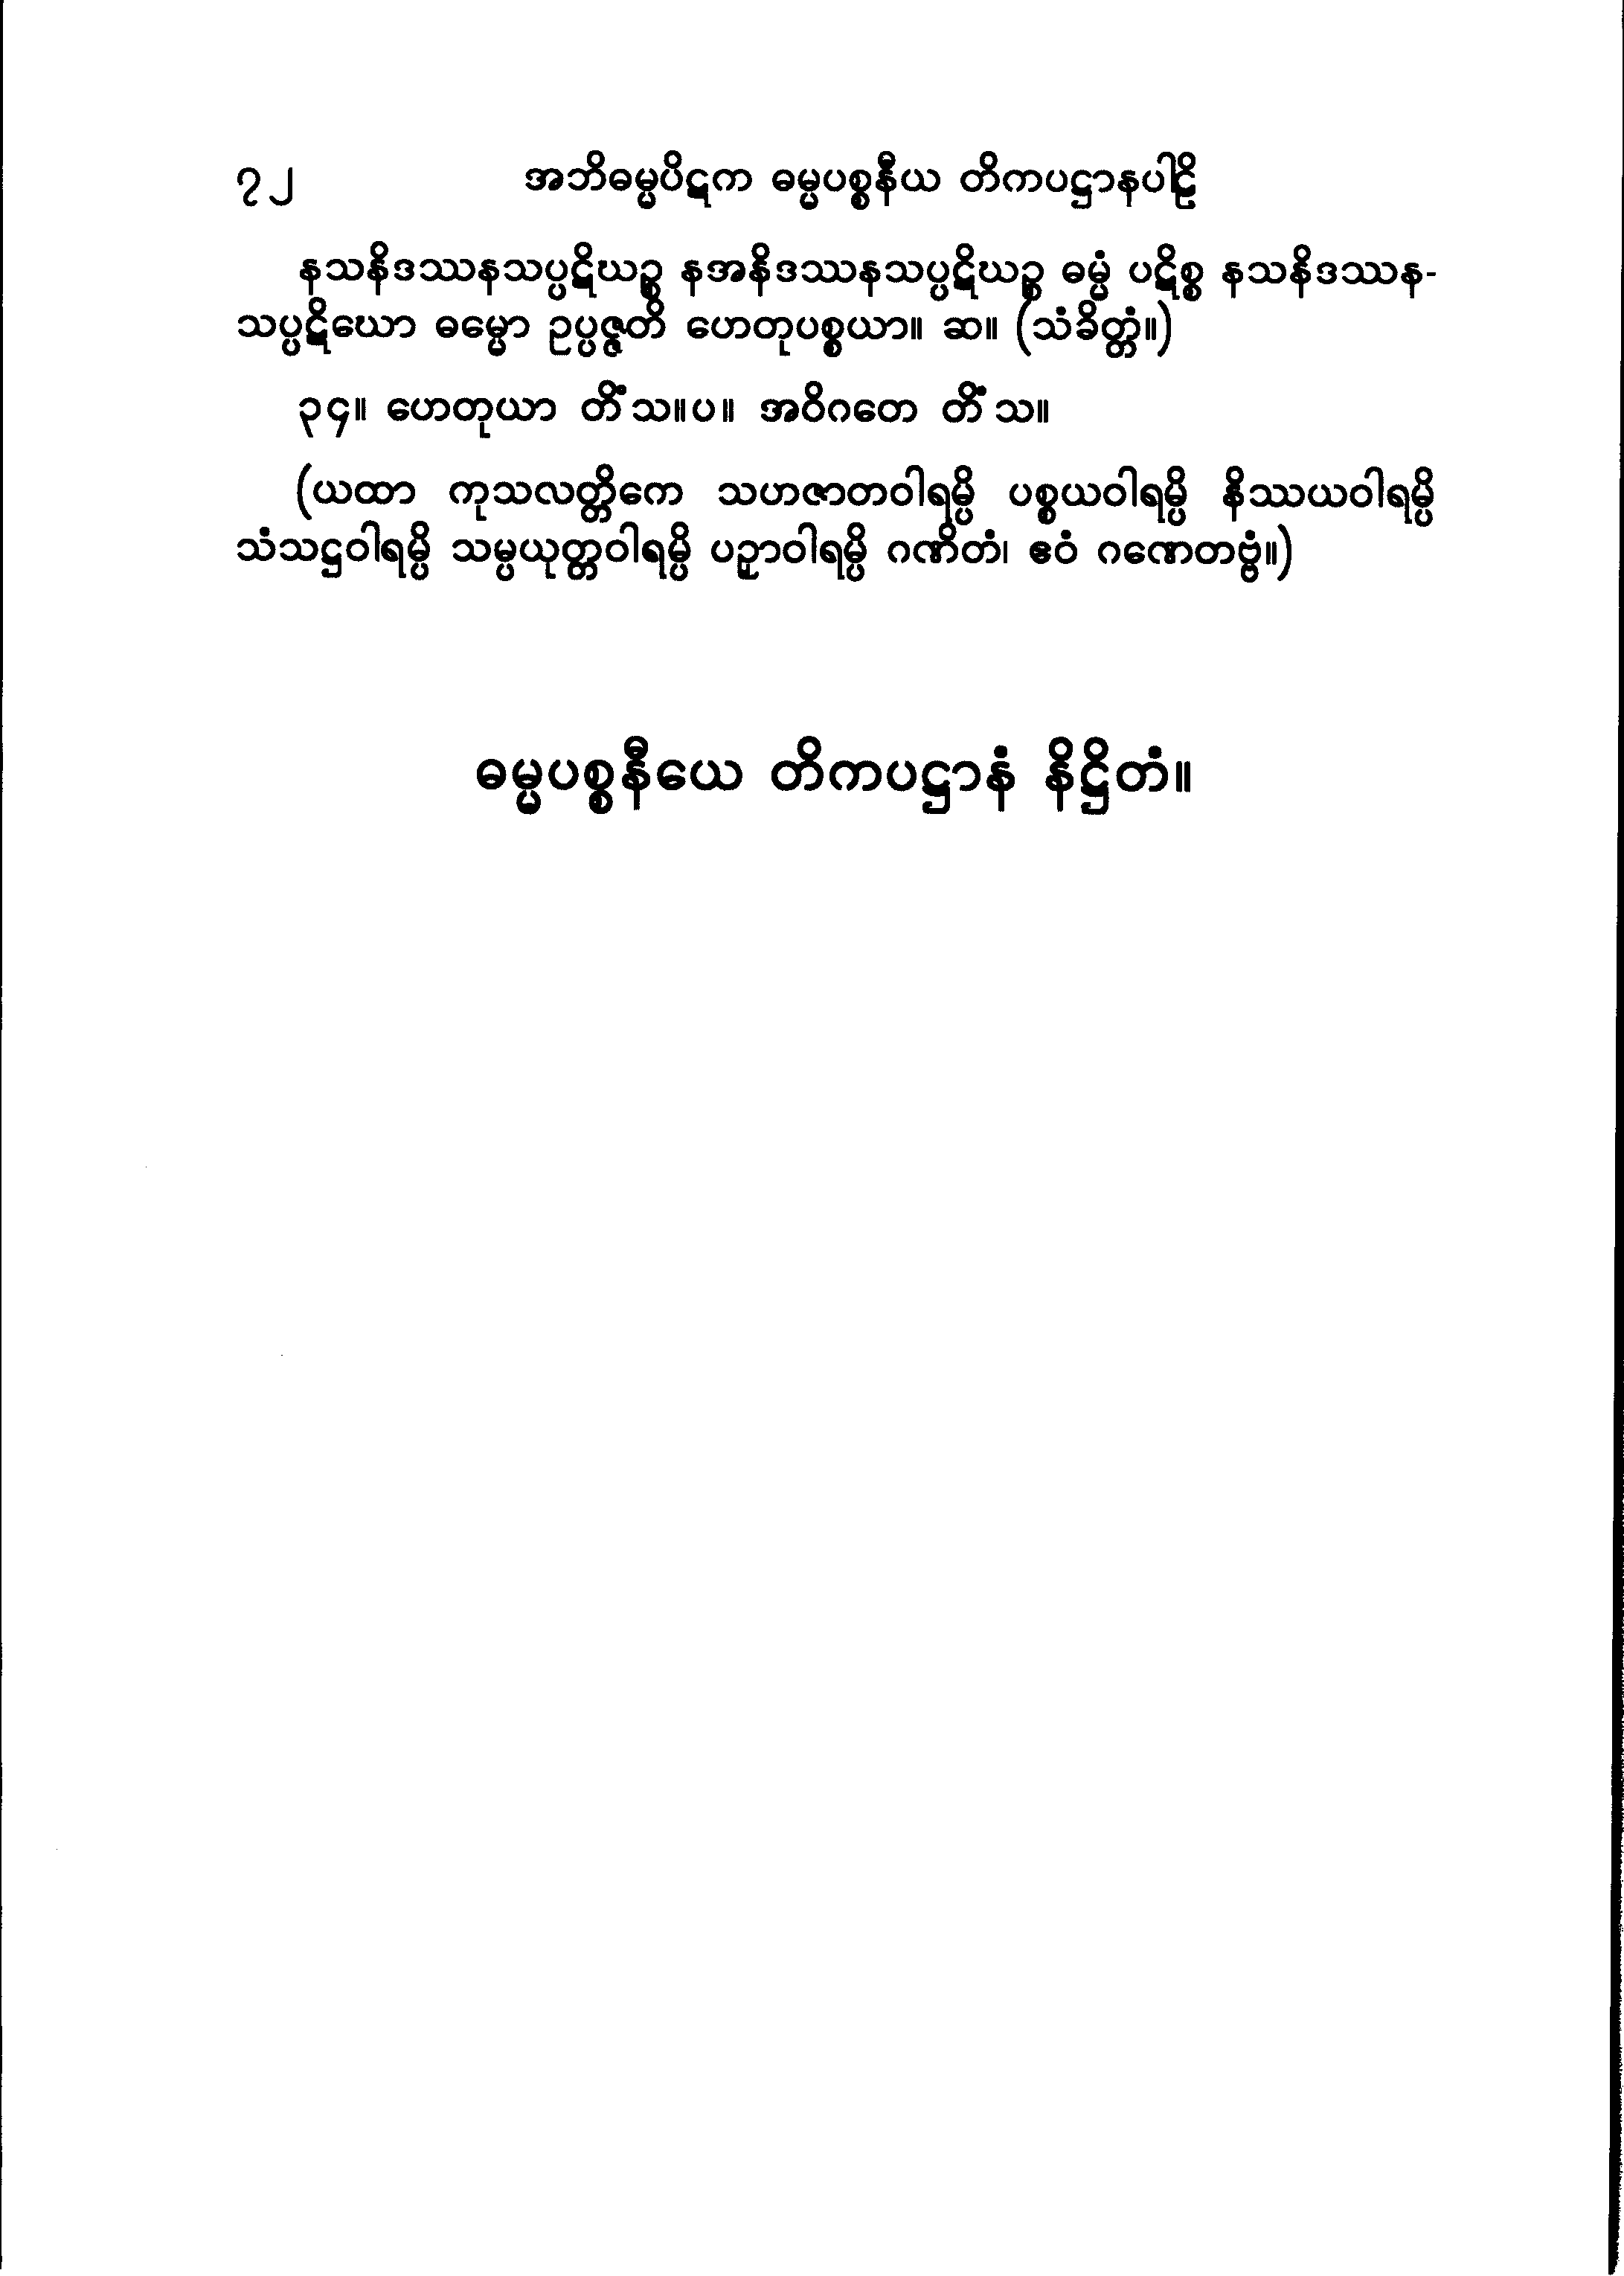 ၇၂ အဘိဓမ္မပိဋက ဓမ္မပစ္စနီယ တိကပဋ္ဌာနပါဠိ
နသနိဒဿနသပ္ပဋိဃဉ္စ နအနိဒဿနသပ္ပဋိဃဉ္စ ဓမ္မံ ပဋိစ္စ နသနိဒဿန-
သပ္ပဋိဃော ဓမ္မော ဥပ္ပဇ္ဇတိ ဟေတုပစ္စယာ။ ဆ။ (သံခိတ္တံ။)
၃၄။ ဟေတုယာ တိံသ။ပ။ အဝိဂတေ တိံသ။
(ယထာ ကုသလတ္တိကေ သဟဇာတဝါရမ္ပိ ပစ္စယဝါရမ္ပိ နိဿယဝါရမ္ပိ
သံသဋ္ဌဝါရမ္ပိ သမ္ပယုတ္တဝါရမ္ပိ ပဉှာဝါရမ္ပိ ဂဏိတံ၊ ဧဝံ ဂဏေတဗ္ဗံ။)
ဓမ္မပစ္စနီယေ တိကပဋ္ဌာနံ နိဋ္ဌိတံ။